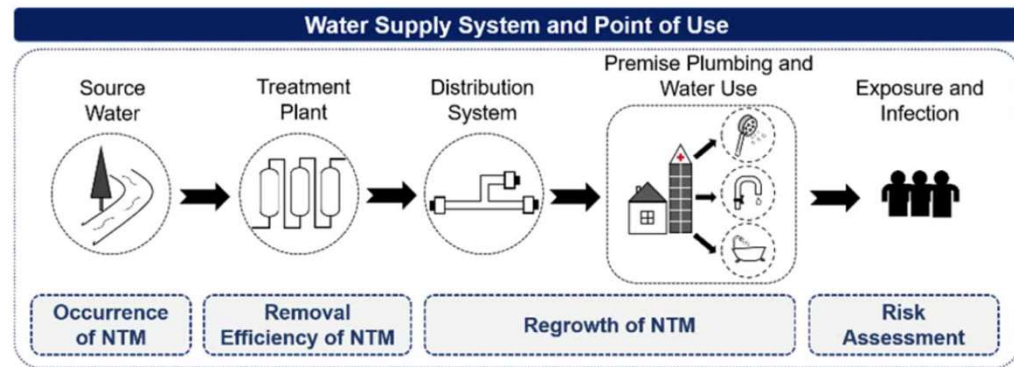 Water Supply System and Point of Use
Source
Water
Treatment
Plant
Distribution
System
Premise Plumbing and
Water Use
Exposure and
Infection
Occurrence
of NTM
Removal
Efficiency of NTM
Regrowth of NTM
Risk
Assessment